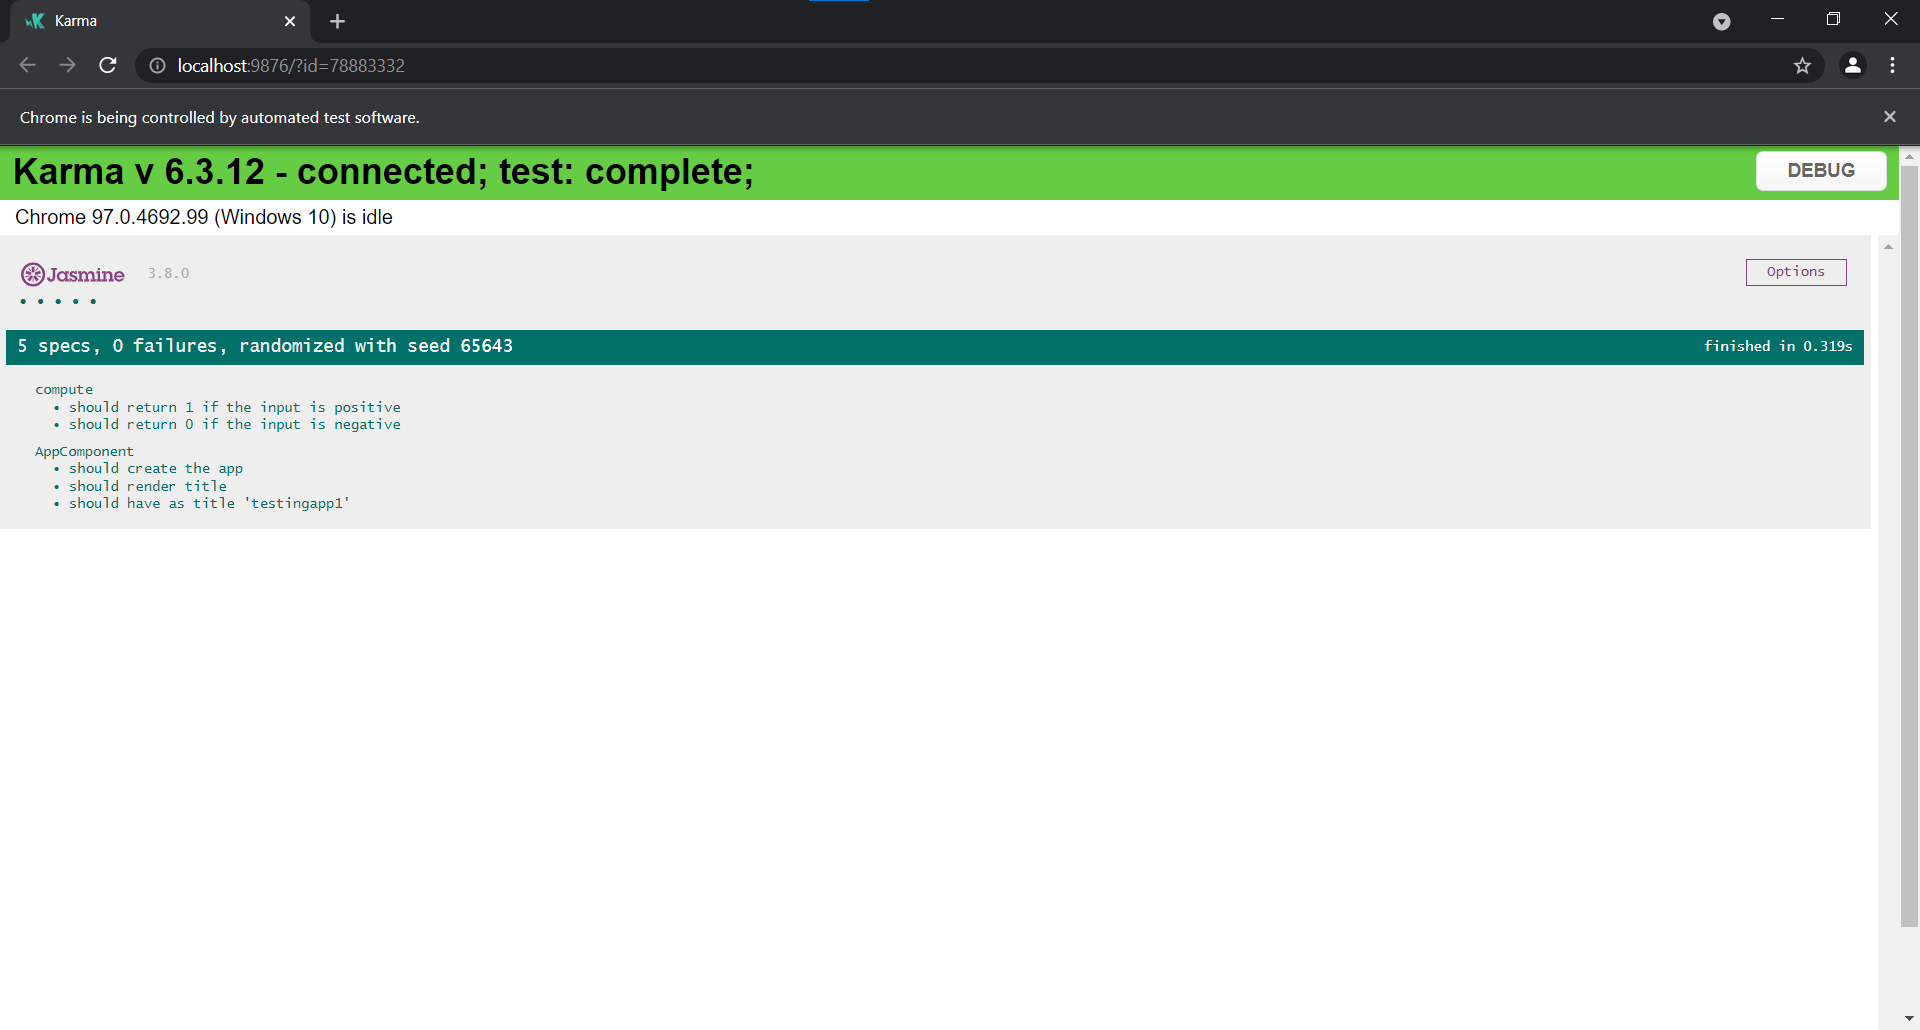 Karma
localhost:9876/?id=78883332
Chrome is being controlled by automated test software.
Karma v 6.3.12 - connected; test: complete;
DEBUG
Chrome 97.0.4692.99 (Windows 10) is idle
Jasmine 3.8.0
Options
• • • • •
5 specs, 0 failures, randomized with seed 65643
finished in 0.319s
compute
• should return 1 if the input is positive
• should return 0 if the input is negative
AppComponent
• should create the app
• should render title
• should have as title 'testingapp1'